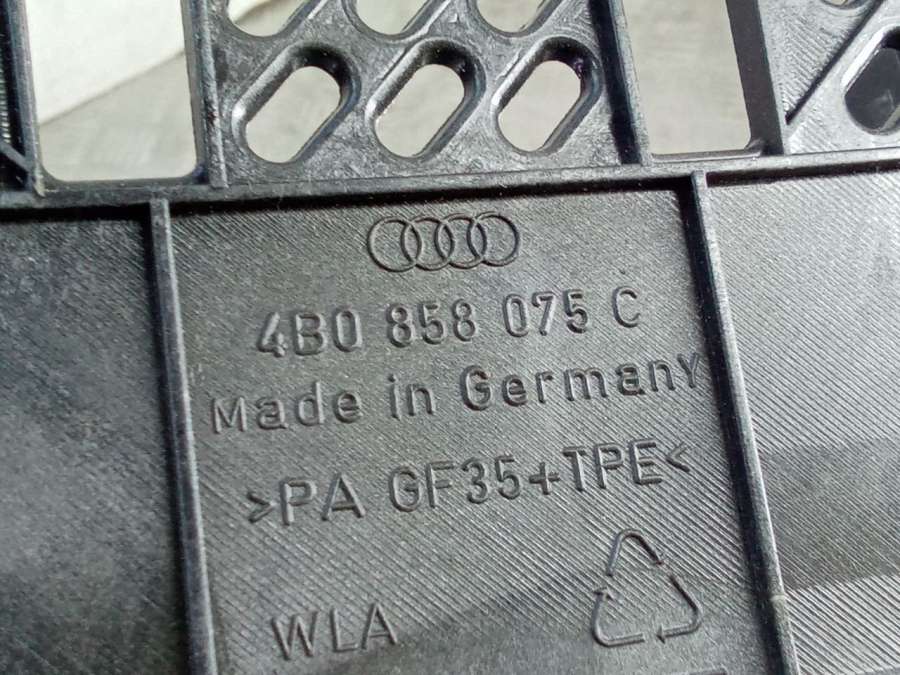 4B0 858 075 C
Made in Germany
>PA GF35+TPE<
WLA